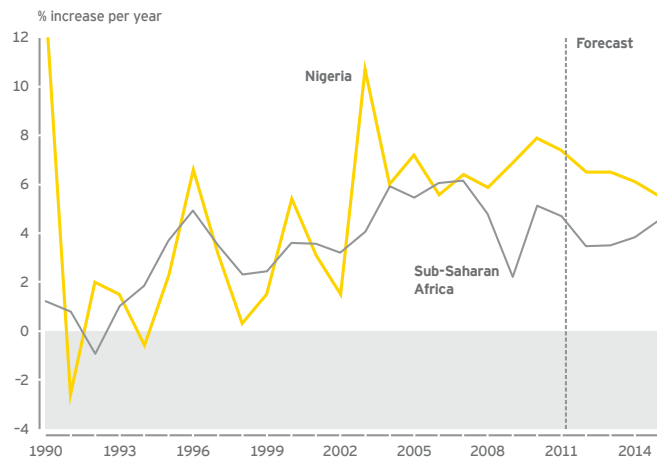 % increase per year
12
Forecast
Nigeria
10
8
6
4
Sub-Saharan
Africa
2
0
–2
–4
1990 1993 1996 1999 2002 2005 2008 2011 2014